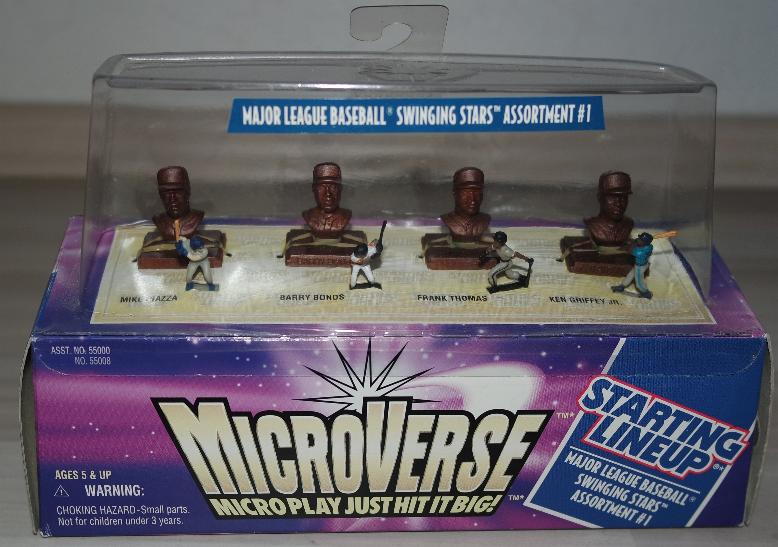 MAJOR LEAGUE BASEBALL® SWINGING STARS™ ASSORTMENT #1
MIKE PIAZZA
BARRY BONDS
FRANK THOMAS
KEN GRIFFEY JR.
ASST. NO. 55000
NO. 55008
MICROVERSE™*
MICRO PLAY JUST HIT IT BIG!™*
AGES 5 & UP
⚠ WARNING:
CHOKING HAZARD-Small parts.
Not for children under 3 years.
STARTING
LINEUP®*
MAJOR LEAGUE BASEBALL®
SWINGING STARS™
ASSORTMENT #1